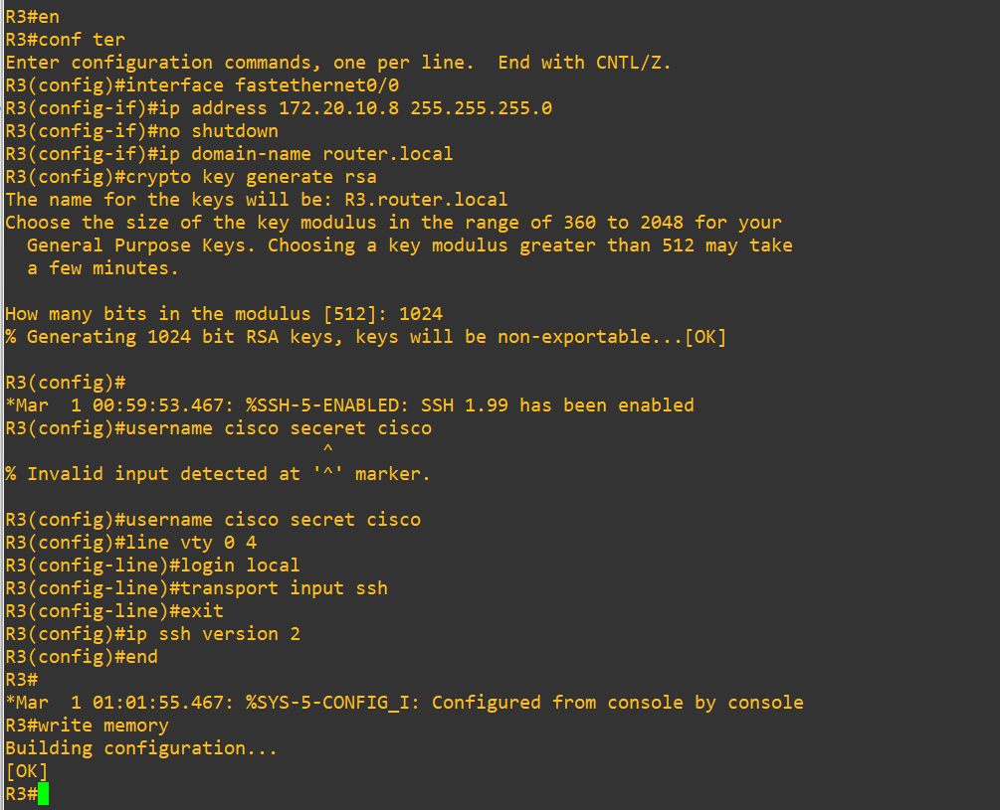 R3#en
R3#conf ter
Enter configuration commands, one per line.  End with CNTL/Z.
R3(config)#interface fastethernet0/0
R3(config-if)#ip address 172.20.10.8 255.255.255.0
R3(config-if)#no shutdown
R3(config-if)#ip domain-name router.local
R3(config)#crypto key generate rsa
The name for the keys will be: R3.router.local
Choose the size of the key modulus in the range of 360 to 2048 for your
  General Purpose Keys. Choosing a key modulus greater than 512 may take
  a few minutes.

How many bits in the modulus [512]: 1024
% Generating 1024 bit RSA keys, keys will be non-exportable...[OK]

R3(config)#
*Mar  1 00:59:53.467: %SSH-5-ENABLED: SSH 1.99 has been enabled
R3(config)#username cisco seceret cisco
                             ^
% Invalid input detected at '^' marker.

R3(config)#username cisco secret cisco
R3(config)#line vty 0 4
R3(config-line)#login local
R3(config-line)#transport input ssh
R3(config-line)#exit
R3(config)#ip ssh version 2
R3(config)#end
R3#
*Mar  1 01:01:55.467: %SYS-5-CONFIG_I: Configured from console by console
R3#write memory
Building configuration...
[OK]
R3#